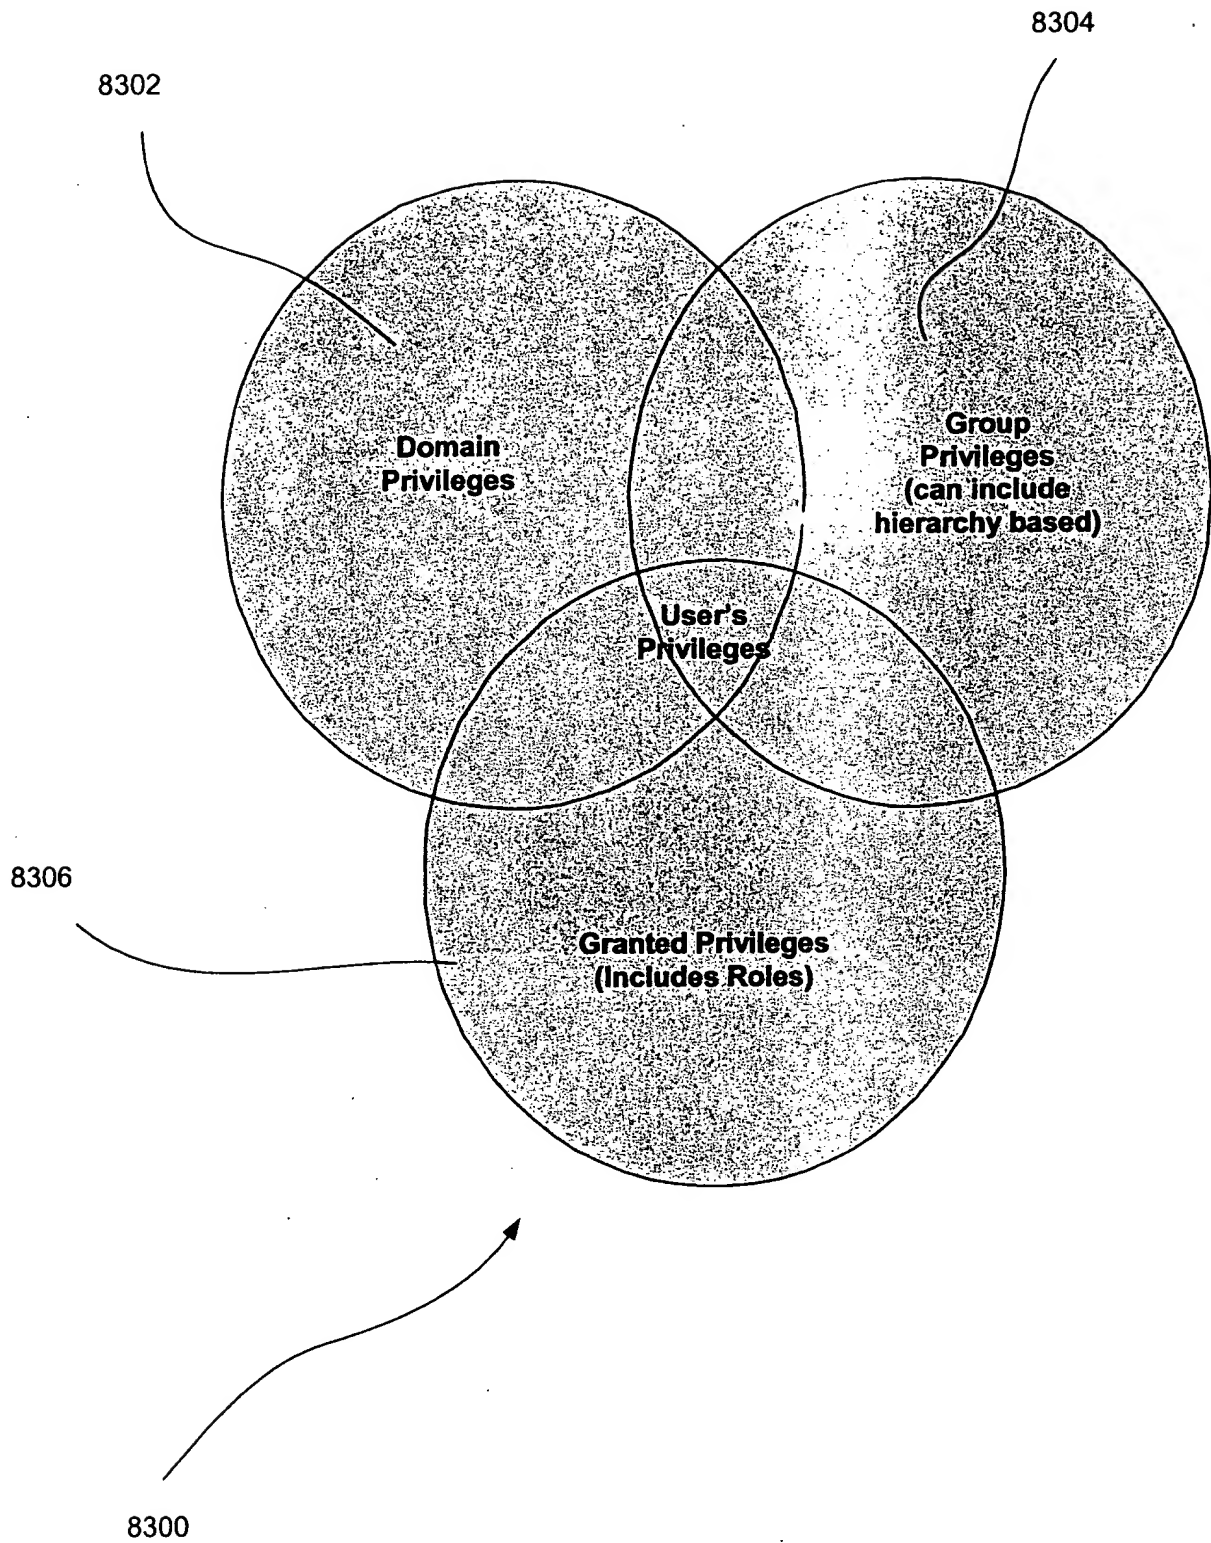 8304
8302
Domain
Privileges
Group
Privileges
(can include
hierarchy based)
User's
Privileges
8306
Granted Privileges
(Includes Roles)
8300